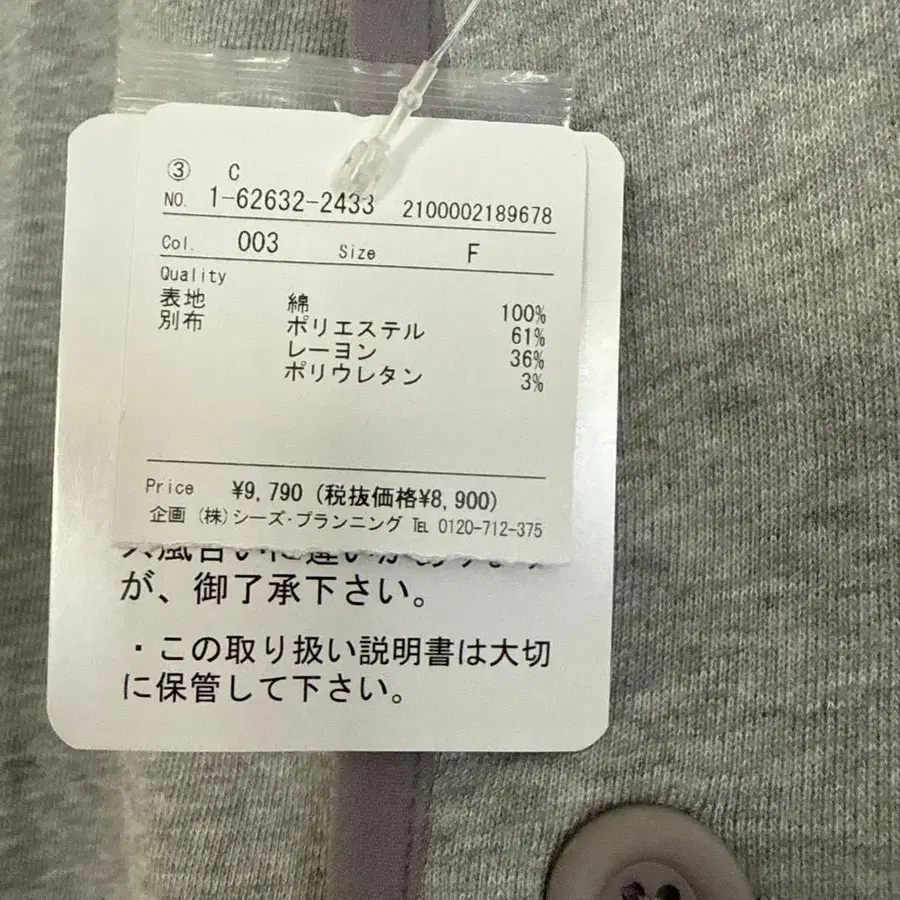 ③ C
NO. 1-62632-2433 2100002189678
Col. 003 Size F
Quality
表地 綿 100%
別布 ポリエステル 61%
レーヨン 36%
ポリウレタン 3%
Price ¥9,790 (税抜価格¥8,900)
企画 (株)シーズ・プランニング ℡ 0120-712-375
が、御了承下さい。
・この取り扱い説明書は大切
に保管して下さい。